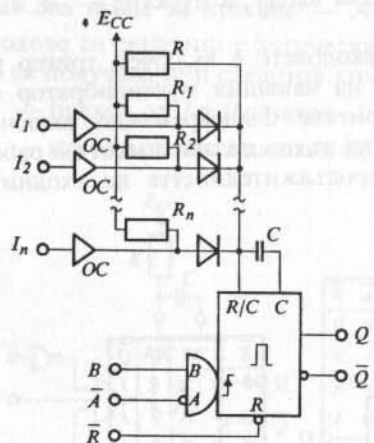 E_CC
R
R_1
I_1
R_2
OC
I_2
OC
R_n
I_n
C
OC
R/C C
Q
B B
A̅ A
Q̅
R
R̅